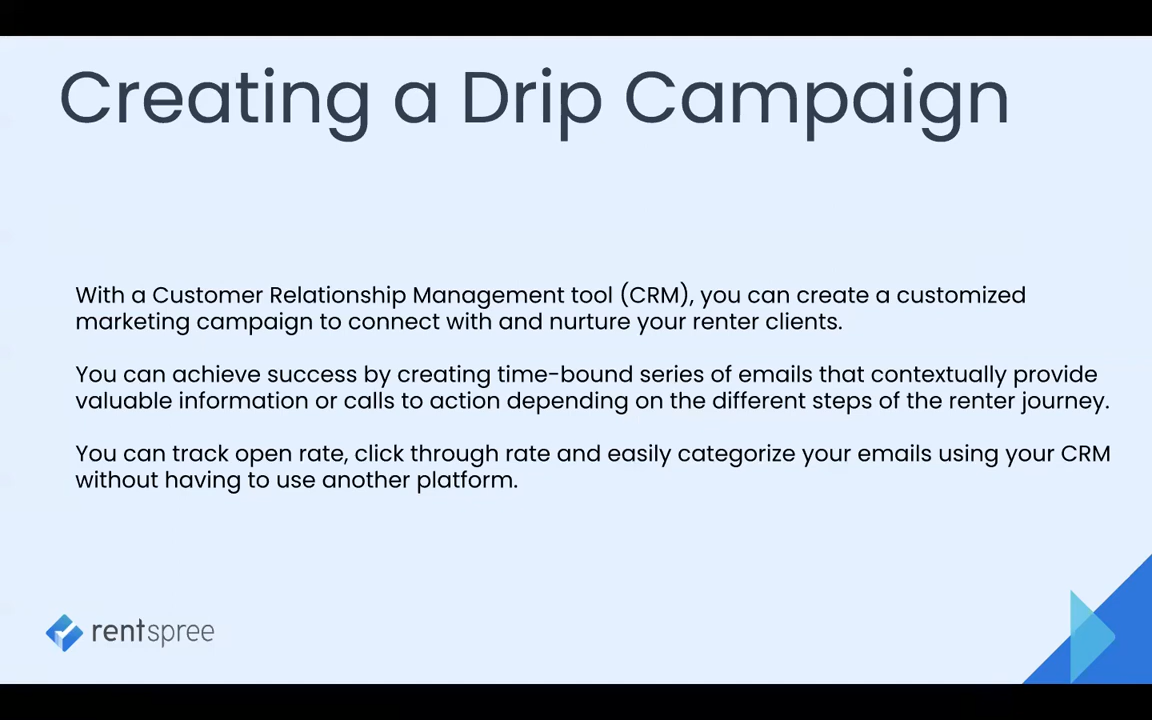 Creating a Drip Campaign
With a Customer Relationship Management tool (CRM), you can create a customized
marketing campaign to connect with and nurture your renter clients.
You can achieve success by creating time-bound series of emails that contextually provide
valuable information or calls to action depending on the different steps of the renter journey.
You can track open rate, click through rate and easily categorize your emails using your CRM
without having to use another platform.
rentspree